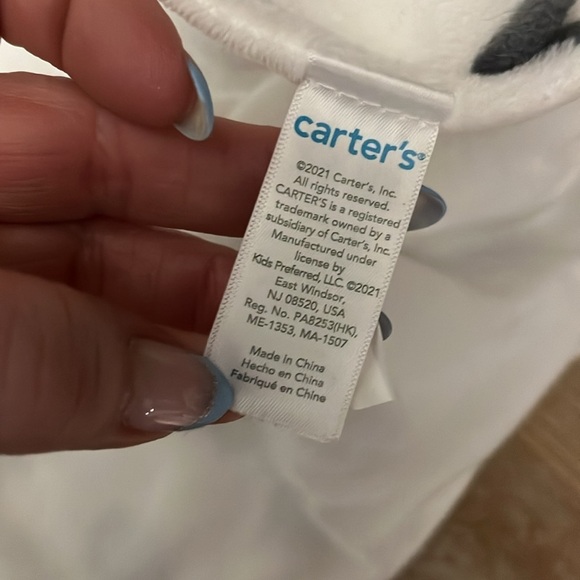 carter's®
©2021 Carter's, Inc.
All rights reserved.
CARTER'S is a registered
trademark owned by a
subsidiary of Carter's, Inc.
Manufactured under
license by
Kids Preferred, LLC. ©2021
East Windsor,
NJ 08520, USA
Reg. No. PA8253(HK),
ME-1353, MA-1507
Made in China
Hecho en China
Fabriqué en Chine